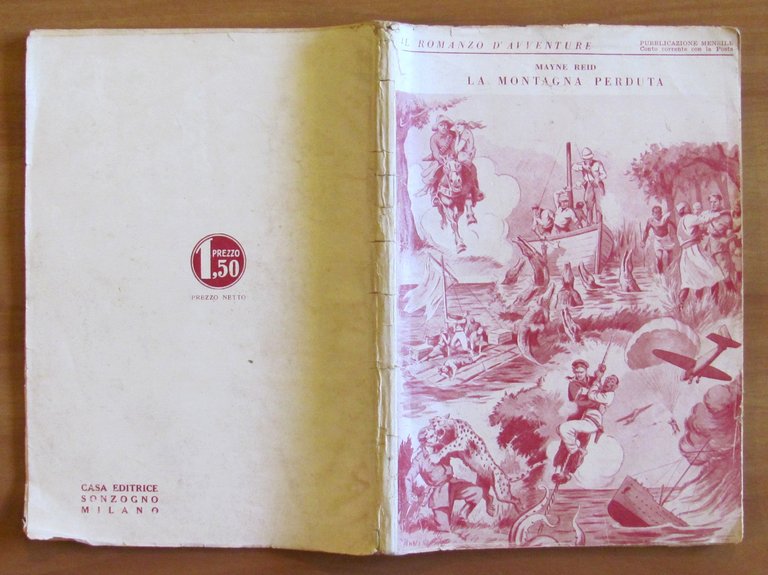 IL ROMANZO D'AVVENTURE
PUBBLICAZIONE MENSILE
Conto corrente con la Posta
MAYNE REID
LA MONTAGNA PERDUTA
PREZZO
1,50
PREZZO NETTO
CASA EDITRICE
SONZOGNO
MILANO